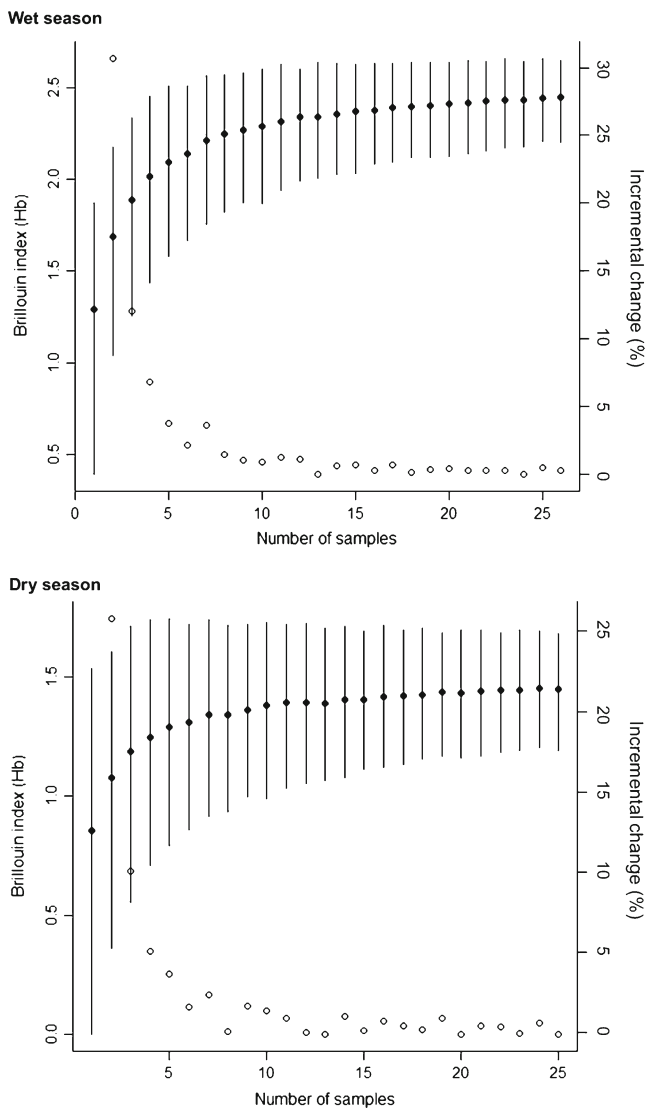 Wet season
Brillouin index (Hb)
2.5
2.0
1.5
1.0
0.5
30
25
20
15
10
5
0
Incremental change (%)
0 5 10 15 20 25
Number of samples
Dry season
Brillouin index (Hb)
1.5
1.0
0.5
0.0
25
20
15
10
5
0
Incremental change (%)
5 10 15 20 25
Number of samples